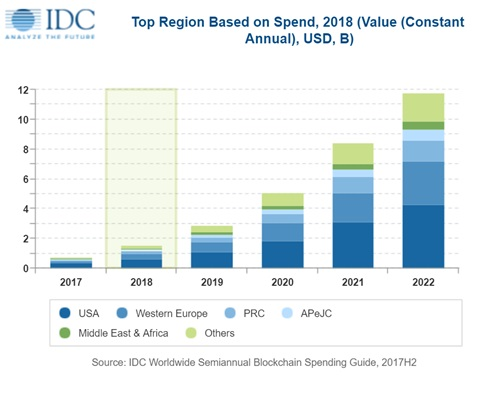 IDC
ANALYZE THE FUTURE
Top Region Based on Spend, 2018 (Value (Constant
Annual), USD, B)
12
10
8
6
4
2
0
2017 2018 2019 2020 2021 2022
USA Western Europe PRC APeJC
Middle East & Africa Others
Source: IDC Worldwide Semiannual Blockchain Spending Guide, 2017H2